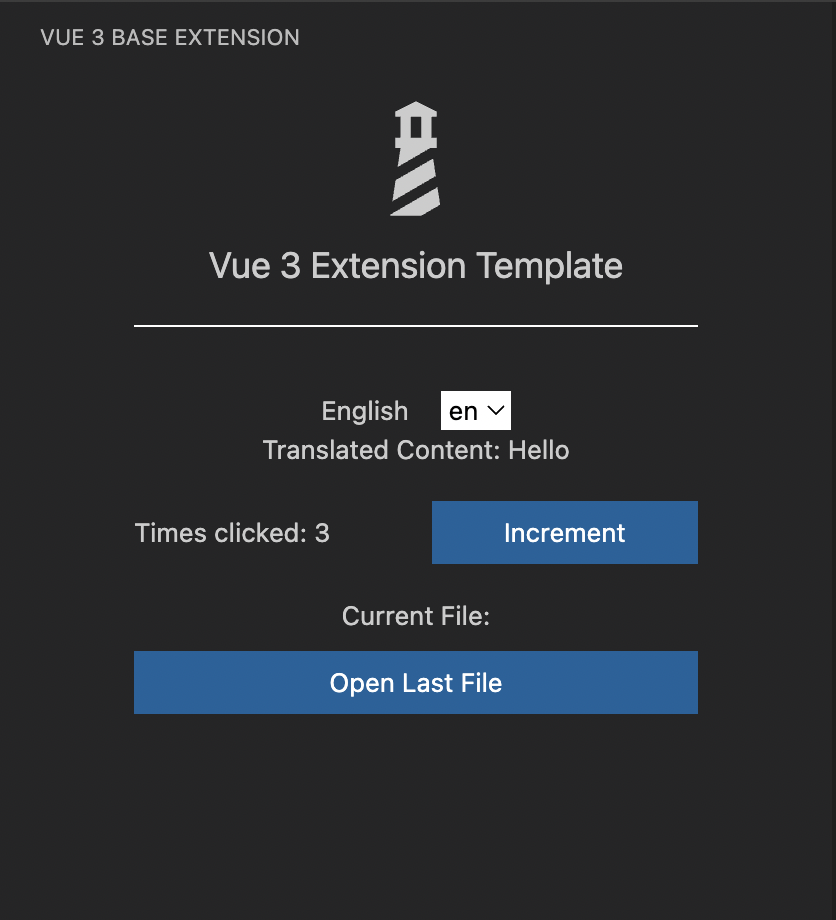 VUE 3 BASE EXTENSION
Vue 3 Extension Template
English en
Translated Content: Hello
Times clicked: 3 Increment
Current File:
Open Last File